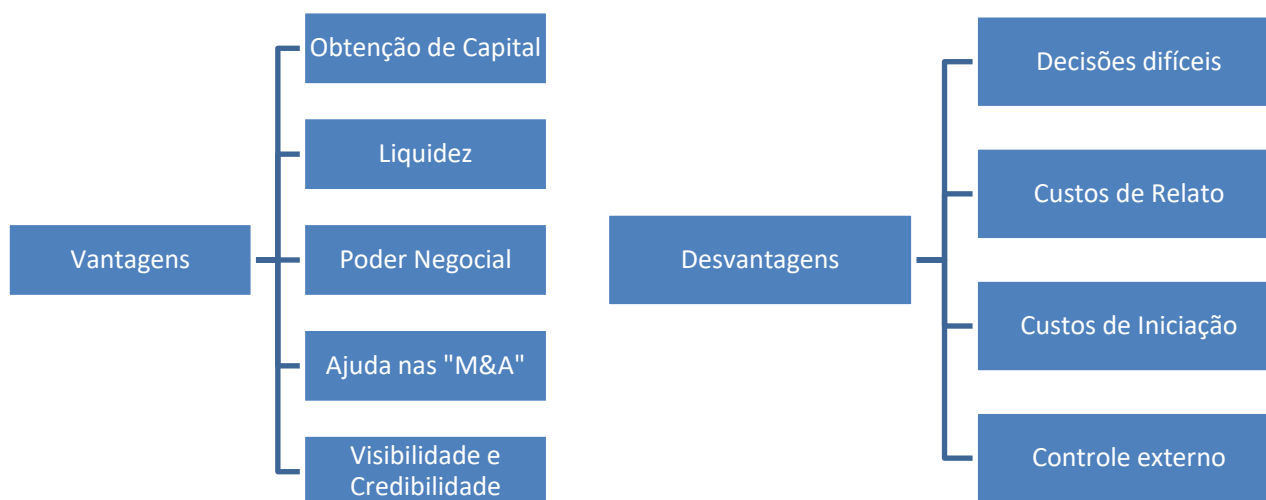 Vantagens
Obtenção de Capital
Liquidez
Poder Negocial
Ajuda nas "M&A"
Visibilidade e
Credibilidade
Desvantagens
Decisões difíceis
Custos de Relato
Custos de Iniciação
Controle externo